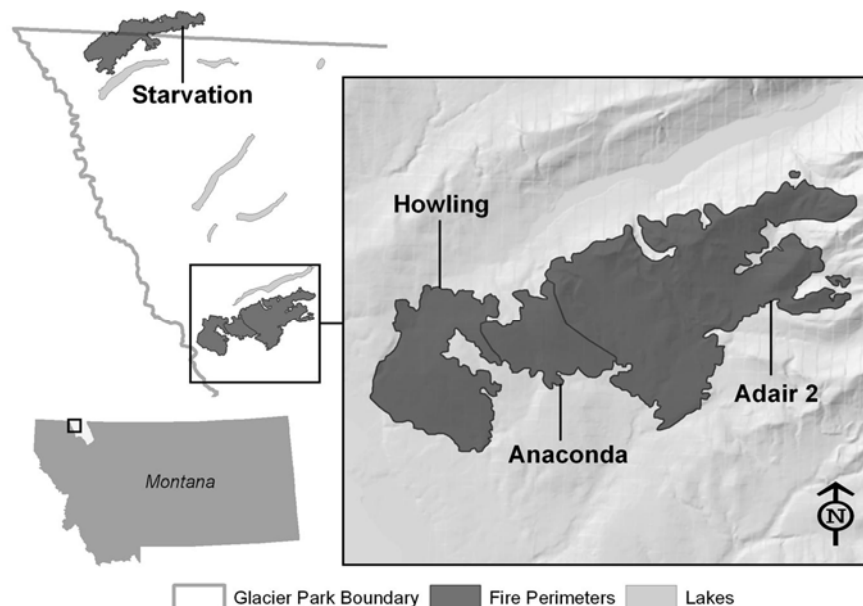 Starvation
Howling
Adair 2
Anaconda
Montana
N
Glacier Park Boundary Fire Perimeters Lakes